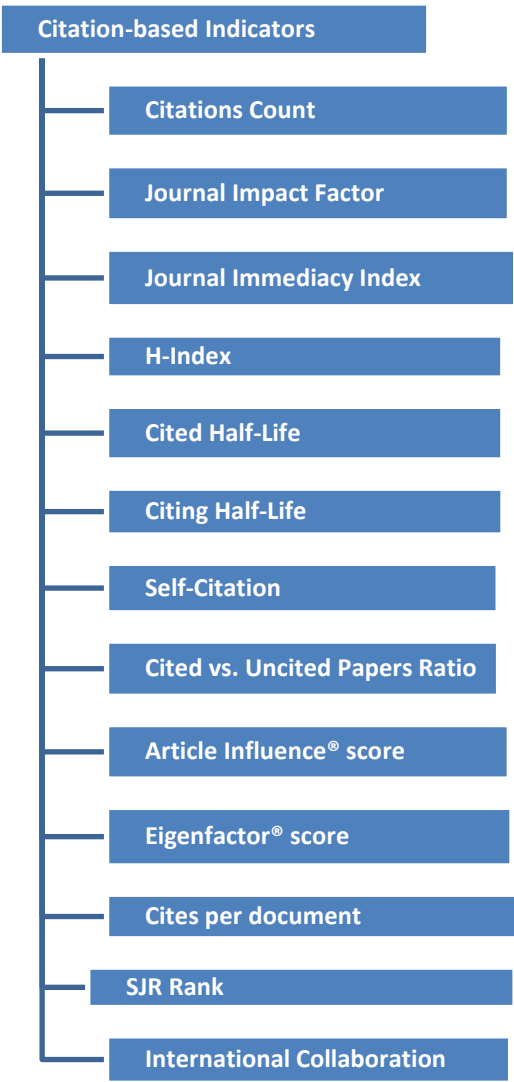 Citation-based Indicators
Citations Count
Journal Impact Factor
Journal Immediacy Index
H-Index
Cited Half-Life
Citing Half-Life
Self-Citation
Cited vs. Uncited Papers Ratio
Article Influence® score
Eigenfactor® score
Cites per document
SJR Rank
International Collaboration